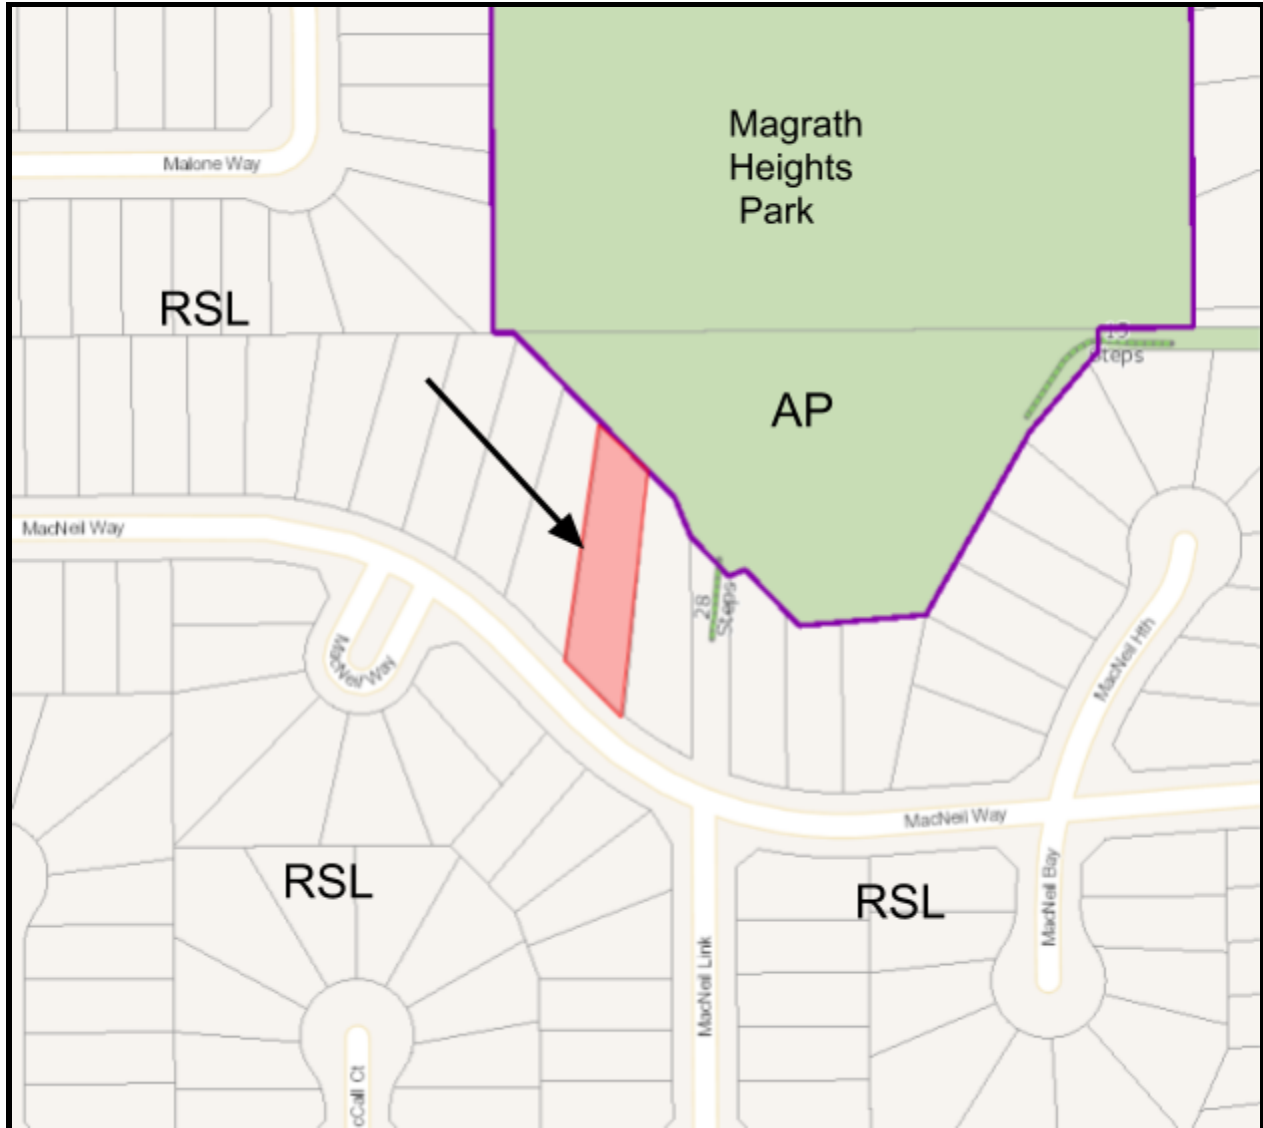 Magrath
Heights
Park
Malone Way
RSL
15
Steps
AP
MacNeil Way
28
Steps
MacNeil Way
MacNeil Hth
MacNeil Way
RSL
RSL
MacNeil Bay
MacNeil Link
cCall Ct